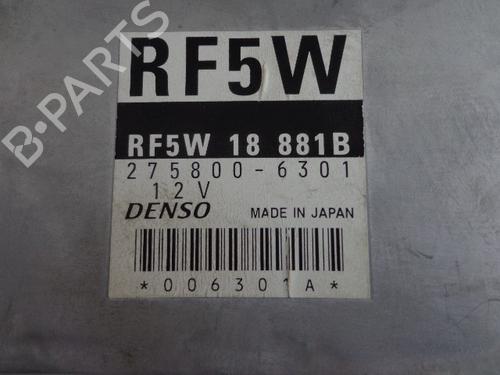 RF5W
B-PARTS
RF5W 18 881B
275800-6301
12V
DENSO MADE IN JAPAN
*006301A*